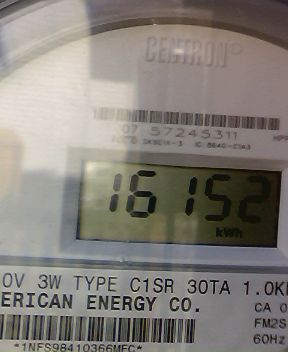 CENTRON
07 57245311
16152
kWh
0V 3W TYPE C1SR 30TA 1.0K
ERICAN ENERGY CO.
CA 0
FM2S
60Hz
*1NFS98410366MEC*